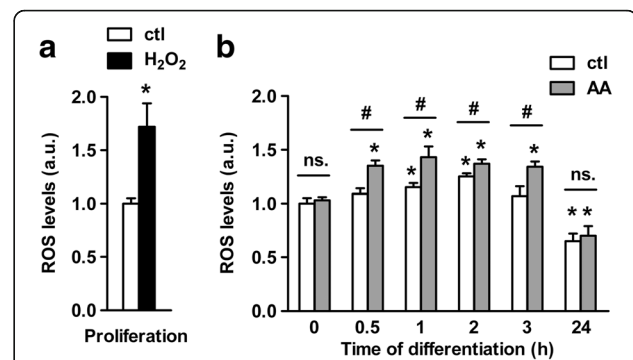 a
ctl
H₂O₂
ROS levels (a.u.)
2.0
1.5
1.0
0.5
0.0
*
Proliferation
b
ctl
AA
ROS levels (a.u.)
2.0
1.5
1.0
0.5
0.0
ns. # # # # ns.
* * * * * * * *
0 0.5 1 2 3 24
Time of differentiation (h)